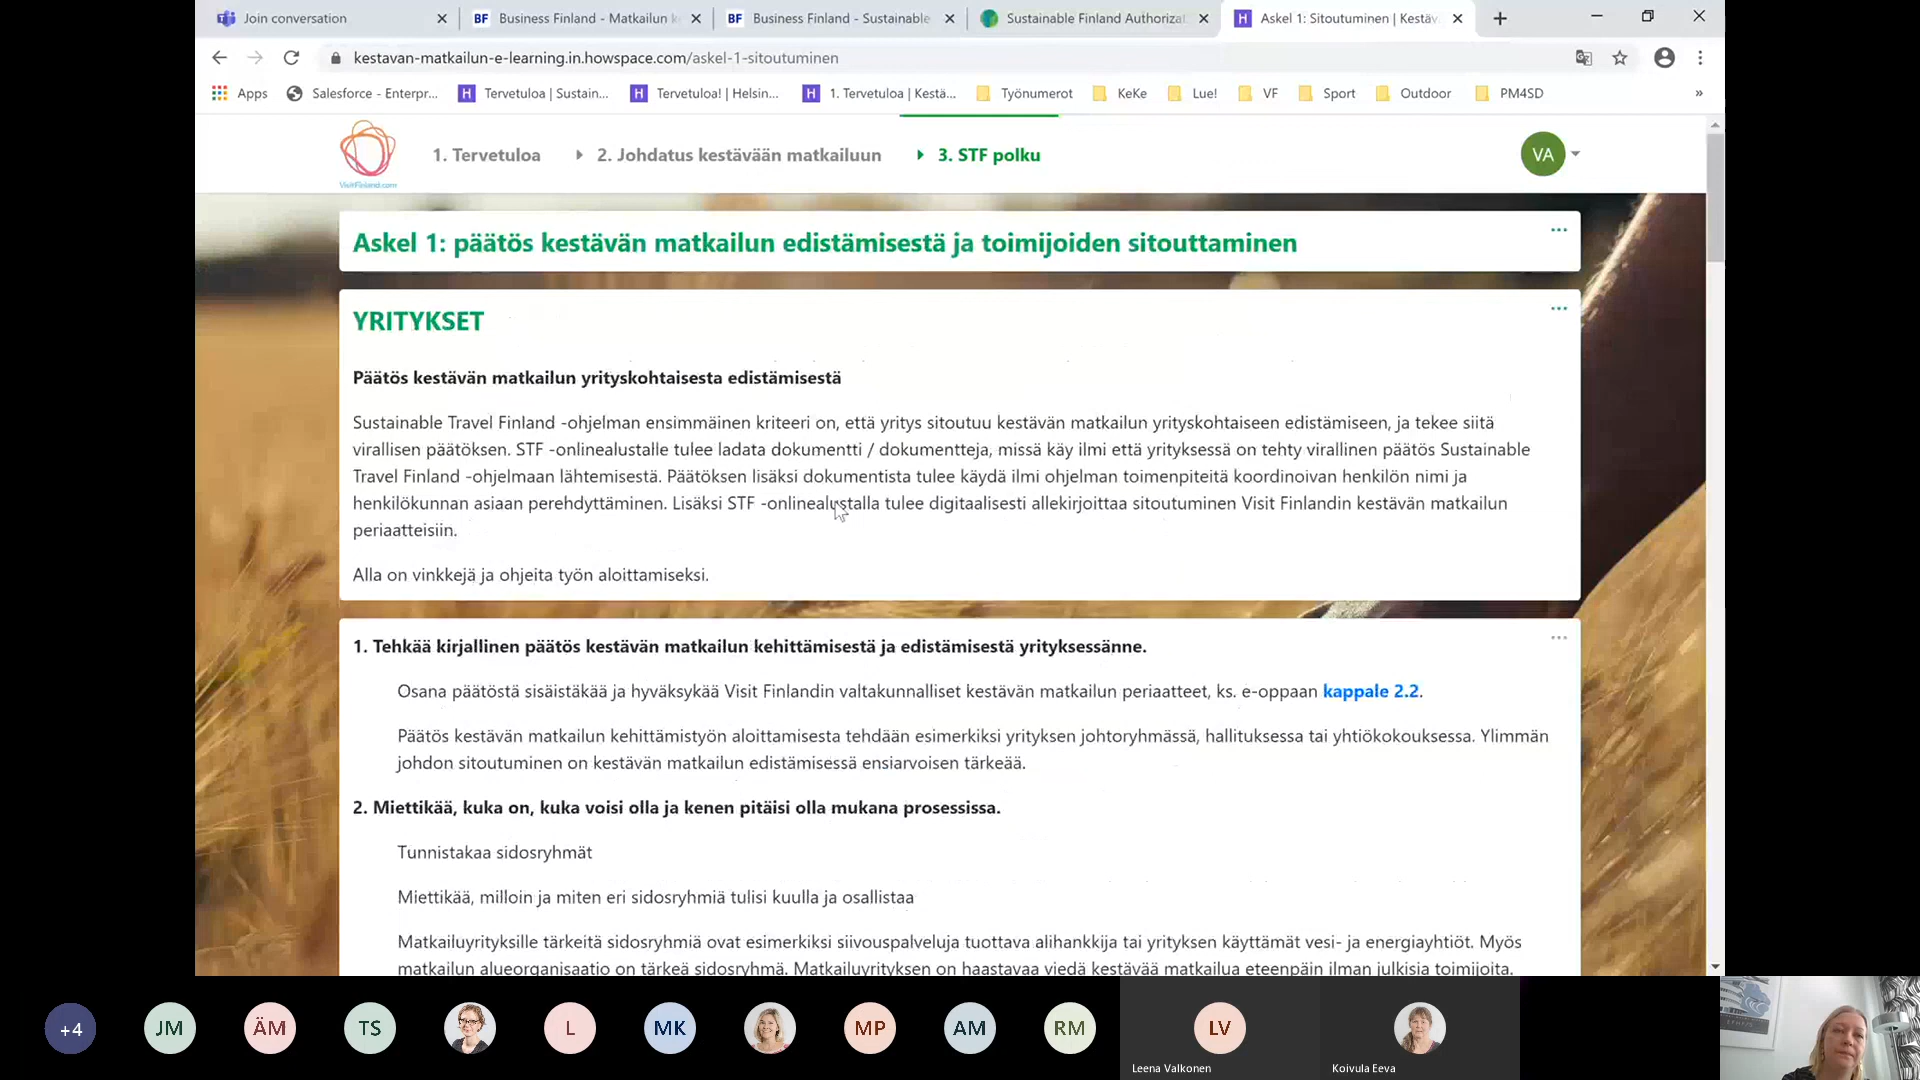 Join conversation
BF Business Finland - Matkailun k
BF Business Finland - Sustainable
Sustainable Finland Authorizat
H Askel 1: Sitoutuminen | Kestäv
kestavan-matkailun-e-learning.in.howspace.com/askel-1-sitoutuminen
Apps
Salesforce - Enterpr...
H Tervetuloa | Sustain...
H Tervetuloa! | Helsin...
H 1. Tervetuloa | Kestä...
Työnumerot
KeKe
Lue!
VF
Sport
Outdoor
PM4SD
»
VisitFinland.com
1. Tervetuloa
2. Johdatus kestävään matkailuun
3. STF polku
VA
Askel 1: päätös kestävän matkailun edistämisestä ja toimijoiden sitouttaminen
YRITYKSET
Päätös kestävän matkailun yrityskohtaisesta edistämisestä
Sustainable Travel Finland -ohjelman ensimmäinen kriteeri on, että yritys sitoutuu kestävän matkailun yrityskohtaiseen edistämiseen, ja tekee siitä
virallisen päätöksen. STF -onlinealustalle tulee ladata dokumentti / dokumentteja, missä käy ilmi että yrityksessä on tehty virallinen päätös Sustainable
Travel Finland -ohjelmaan lähtemisestä. Päätöksen lisäksi dokumentista tulee käydä ilmi ohjelman toimenpiteitä koordinoivan henkilön nimi ja
henkilökunnan asiaan perehdyttäminen. Lisäksi STF -onlinealustalla tulee digitaalisesti allekirjoittaa sitoutuminen Visit Finlandin kestävän matkailun
periaatteisiin.
Alla on vinkkejä ja ohjeita työn aloittamiseksi.
1. Tehkää kirjallinen päätös kestävän matkailun kehittämisestä ja edistämisestä yrityksessänne.
Osana päätöstä sisäistäkää ja hyväksykää Visit Finlandin valtakunnalliset kestävän matkailun periaatteet, ks. e-oppaan kappale 2.2.
Päätös kestävän matkailun kehittämistyön aloittamisesta tehdään esimerkiksi yrityksen johtoryhmässä, hallituksessa tai yhtiökokouksessa. Ylimmän
johdon sitoutuminen on kestävän matkailun edistämisessä ensiarvoisen tärkeää.
2. Miettikää, kuka on, kuka voisi olla ja kenen pitäisi olla mukana prosessissa.
Tunnistakaa sidosryhmät
Miettikää, milloin ja miten eri sidosryhmiä tulisi kuulla ja osallistaa
Matkailuyrityksille tärkeitä sidosryhmiä ovat esimerkiksi siivouspalveluja tuottava alihankkija tai yrityksen käyttämät vesi- ja energiayhtiöt. Myös
matkailun alueorganisaatio on tärkeä sidosryhmä. Matkailuyrityksen on haastavaa viedä kestävää matkailua eteenpäin ilman julkisia toimijoita.
+4
JM
ÄM
TS
L
MK
MP
AM
RM
LV
Leena Valkonen
Koivula Eeva